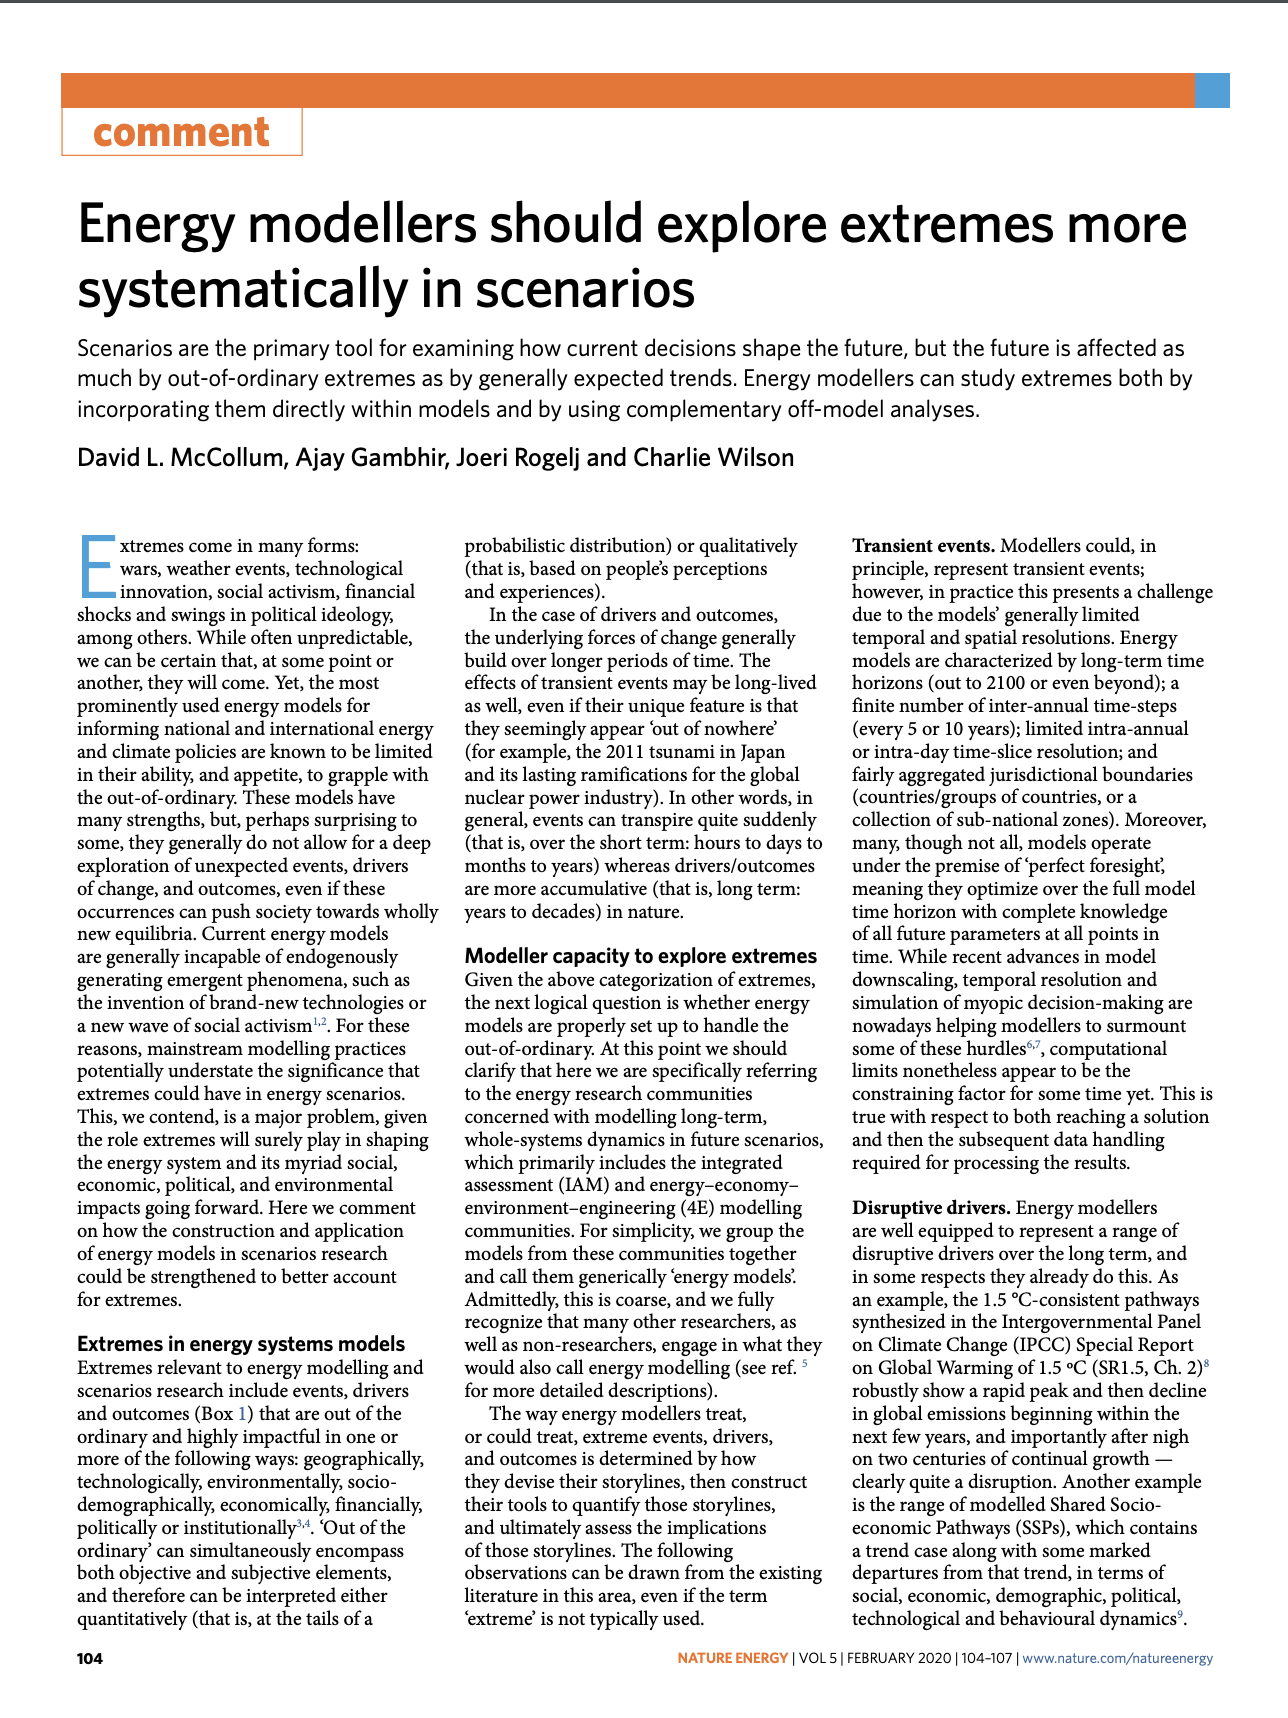 comment
Energy modellers should explore extremes more
systematically in scenarios
Scenarios are the primary tool for examining how current decisions shape the future, but the future is affected as
much by out-of-ordinary extremes as by generally expected trends. Energy modellers can study extremes both by
incorporating them directly within models and by using complementary off-model analyses.
David L. McCollum, Ajay Gambhir, Joeri Rogelj and Charlie Wilson
Extremes come in many forms:
wars, weather events, technological
innovation, social activism, financial
shocks and swings in political ideology,
among others. While often unpredictable,
we can be certain that, at some point or
another, they will come. Yet, the most
prominently used energy models for
informing national and international energy
and climate policies are known to be limited
in their ability, and appetite, to grapple with
the out-of-ordinary. These models have
many strengths, but, perhaps surprising to
some, they generally do not allow for a deep
exploration of unexpected events, drivers
of change, and outcomes, even if these
occurrences can push society towards wholly
new equilibria. Current energy models
are generally incapable of endogenously
generating emergent phenomena, such as
the invention of brand-new technologies or
a new wave of social activism1,2. For these
reasons, mainstream modelling practices
potentially understate the significance that
extremes could have in energy scenarios.
This, we contend, is a major problem, given
the role extremes will surely play in shaping
the energy system and its myriad social,
economic, political, and environmental
impacts going forward. Here we comment
on how the construction and application
of energy models in scenarios research
could be strengthened to better account
for extremes.
Extremes in energy systems models
Extremes relevant to energy modelling and
scenarios research include events, drivers
and outcomes (Box 1) that are out of the
ordinary and highly impactful in one or
more of the following ways: geographically,
technologically, environmentally, socio-
demographically, economically, financially,
politically or institutionally3,4. ‘Out of the
ordinary’ can simultaneously encompass
both objective and subjective elements,
and therefore can be interpreted either
quantitatively (that is, at the tails of a
probabilistic distribution) or qualitatively
(that is, based on people’s perceptions
and experiences).
In the case of drivers and outcomes,
the underlying forces of change generally
build over longer periods of time. The
effects of transient events may be long-lived
as well, even if their unique feature is that
they seemingly appear ‘out of nowhere’
(for example, the 2011 tsunami in Japan
and its lasting ramifications for the global
nuclear power industry). In other words, in
general, events can transpire quite suddenly
(that is, over the short term: hours to days to
months to years) whereas drivers/outcomes
are more accumulative (that is, long term:
years to decades) in nature.
Modeller capacity to explore extremes
Given the above categorization of extremes,
the next logical question is whether energy
models are properly set up to handle the
out-of-ordinary. At this point we should
clarify that here we are specifically referring
to the energy research communities
concerned with modelling long-term,
whole-systems dynamics in future scenarios,
which primarily includes the integrated
assessment (IAM) and energy–economy–
environment–engineering (4E) modelling
communities. For simplicity, we group the
models from these communities together
and call them generically ‘energy models’.
Admittedly, this is coarse, and we fully
recognize that many other researchers, as
well as non-researchers, engage in what they
would also call energy modelling (see ref. 5
for more detailed descriptions).
The way energy modellers treat,
or could treat, extreme events, drivers,
and outcomes is determined by how
they devise their storylines, then construct
their tools to quantify those storylines,
and ultimately assess the implications
of those storylines. The following
observations can be drawn from the existing
literature in this area, even if the term
‘extreme’ is not typically used.
Transient events. Modellers could, in
principle, represent transient events;
however, in practice this presents a challenge
due to the models’ generally limited
temporal and spatial resolutions. Energy
models are characterized by long-term time
horizons (out to 2100 or even beyond); a
finite number of inter-annual time-steps
(every 5 or 10 years); limited intra-annual
or intra-day time-slice resolution; and
fairly aggregated jurisdictional boundaries
(countries/groups of countries, or a
collection of sub-national zones). Moreover,
many, though not all, models operate
under the premise of ‘perfect foresight’,
meaning they optimize over the full model
time horizon with complete knowledge
of all future parameters at all points in
time. While recent advances in model
downscaling, temporal resolution and
simulation of myopic decision-making are
nowadays helping modellers to surmount
some of these hurdles6,7, computational
limits nonetheless appear to be the
constraining factor for some time yet. This is
true with respect to both reaching a solution
and then the subsequent data handling
required for processing the results.
Disruptive drivers. Energy modellers
are well equipped to represent a range of
disruptive drivers over the long term, and
in some respects they already do this. As
an example, the 1.5 °C-consistent pathways
synthesized in the Intergovernmental Panel
on Climate Change (IPCC) Special Report
on Global Warming of 1.5 ºC (SR1.5, Ch. 2)8
robustly show a rapid peak and then decline
in global emissions beginning within the
next few years, and importantly after nigh
on two centuries of continual growth —
clearly quite a disruption. Another example
is the range of modelled Shared Socio-
economic Pathways (SSPs), which contains
a trend case along with some marked
departures from that trend, in terms of
social, economic, demographic, political,
technological and behavioural dynamics9.
104
NATURE ENERGY | VOL 5 | FEBRUARY 2020 | 104–107 | www.nature.com/natureenergy